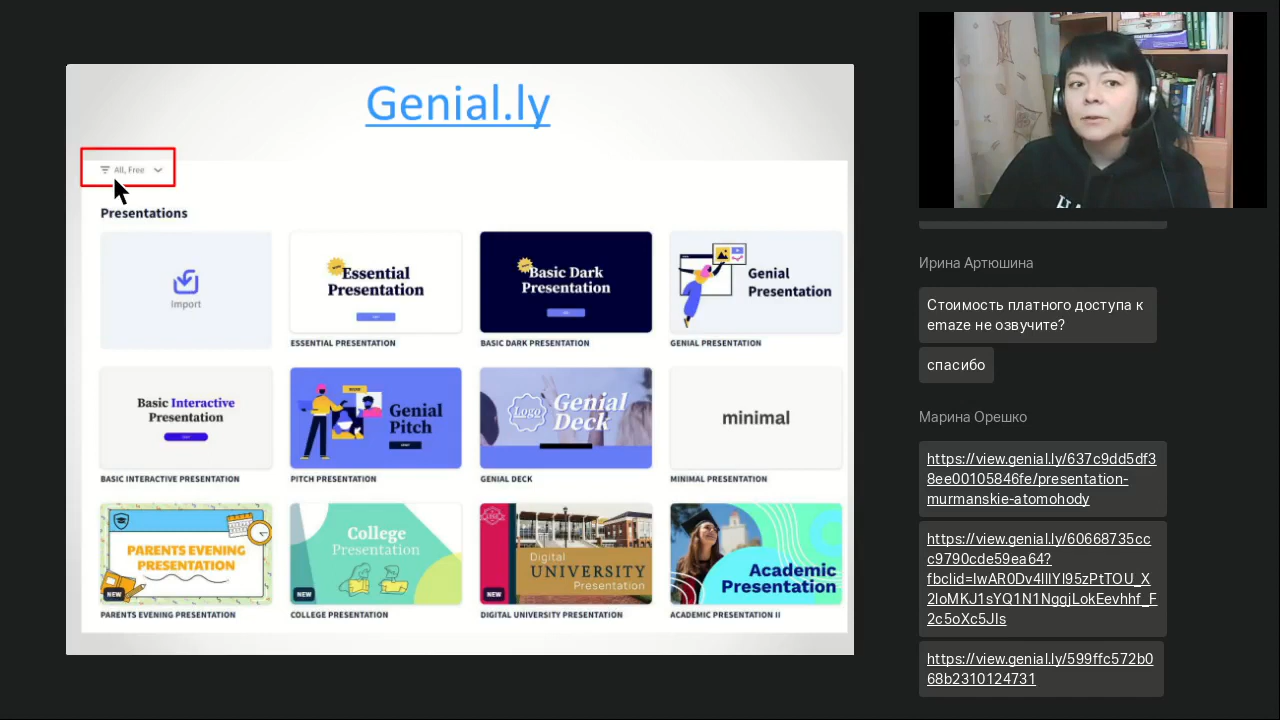 Genial.ly
All, Free
Presentations
Import
Essential
Presentation
ESSENTIAL PRESENTATION
Basic Dark
Presentation
BASIC DARK PRESENTATION
Genial
Presentation
GENIAL PRESENTATION
Basic Interactive
Presentation
BASIC INTERACTIVE PRESENTATION
Genial
Pitch
PITCH PRESENTATION
Logo
Genial
Deck
GENIAL DECK
minimal
MINIMAL PRESENTATION
PARENTS EVENING
PRESENTATION
NEW
PARENTS EVENING PRESENTATION
College
Presentation
NEW
COLLEGE PRESENTATION
Digital
UNIVERSITY
Presentation
NEW
DIGITAL UNIVERSITY PRESENTATION
Academic
Presentation
ACADEMIC PRESENTATION II
Ирина Артюшина
Стоимость платного доступа к
emaze не озвучите?
спасибо
Марина Орешко
https://view.genial.ly/637c9dd5df3
8ee00105846fe/presentation-
murmanskie-atomohody
https://view.genial.ly/60668735cc
c9790cde59ea64?
fbclid=IwAR0Dv4lIlYI95zPtTOU_X
2IoMKJ1sYQ1N1NggjLokEevhhf_F
2c5oXc5JIs
https://view.genial.ly/599ffc572b0
68b2310124731